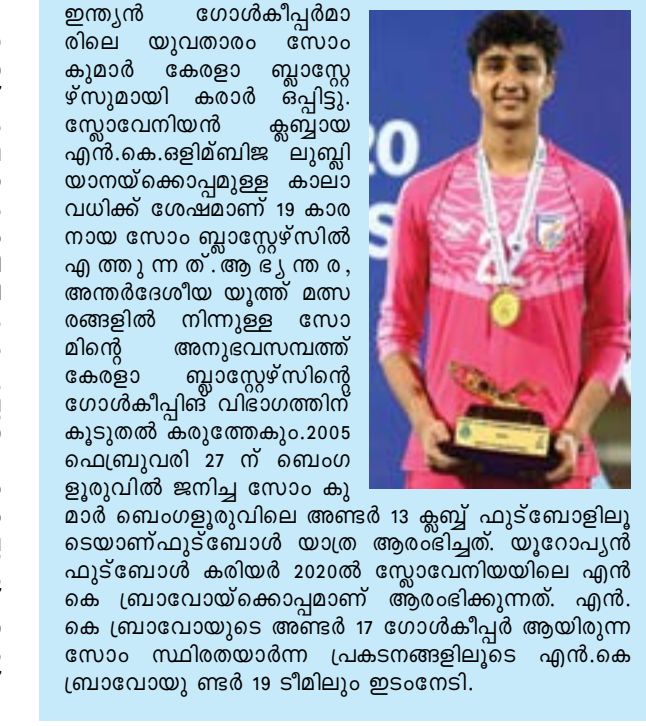 ഇന്ത്യൻ ഗോൾകീപ്പർമാ
രിലെ യുവതാരം സോം
കുമാർ കേരളാ ബ്ലാസ്റ്റേ
ഴ്സുമായി കരാർ ഒപ്പിട്ടു.
സ്ലോവേനിയൻ ക്ലബ്ബായ
എൻ.കെ.ഒളിമ്ബിജ ലുബ്ലി
യാനയ്ക്കൊപ്പമുള്ള കാലാ
വധിക്ക് ശേഷമാണ് 19 കാര
നായ സോം ബ്ലാസ്റ്റേഴ്സിൽ
എത്തുന്നത്.ആഭ്യന്തര,
അന്തർദേശീയ യൂത്ത് മത്സ
രങ്ങളിൽ നിന്നുള്ള സോ
മിന്റെ അനുഭവസമ്പത്ത്
കേരളാ ബ്ലാസ്റ്റേഴ്സിന്റെ
ഗോൾകീപ്പിങ് വിഭാഗത്തിന്
കൂടുതൽ കരുത്തേകും.2005
ഫെബ്രുവരി 27 ന് ബെംഗ
ളൂരുവിൽ ജനിച്ച സോം കു
മാർ ബെംഗളൂരുവിലെ അണ്ടർ 13 ക്ലബ്ബ് ഫുട്ബോളിലൂ
ടെയാണ്ഫുട്ബോൾ യാത്ര ആരംഭിച്ചത്. യൂറോപ്യൻ
ഫുട്ബോൾ കരിയർ 2020ൽ സ്ലോവേനിയയിലെ എൻ
കെ ബ്രാവോയ്ക്കൊപ്പമാണ് ആരംഭിക്കുന്നത്. എൻ.
കെ ബ്രാവോയുടെ അണ്ടർ 17 ഗോൾകീപ്പർ ആയിരുന്ന
സോം സ്ഥിരതയാർന്ന പ്രകടനങ്ങളിലൂടെ എൻ.കെ
ബ്രാവോയു ണ്ടർ 19 ടീമിലും ഇടംനേടി.
20
S